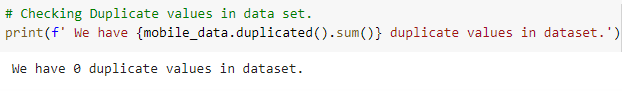 # Checking Duplicate values in data set.
print(f' We have {mobile_data.duplicated().sum()} duplicate values in dataset.')
We have 0 duplicate values in dataset.